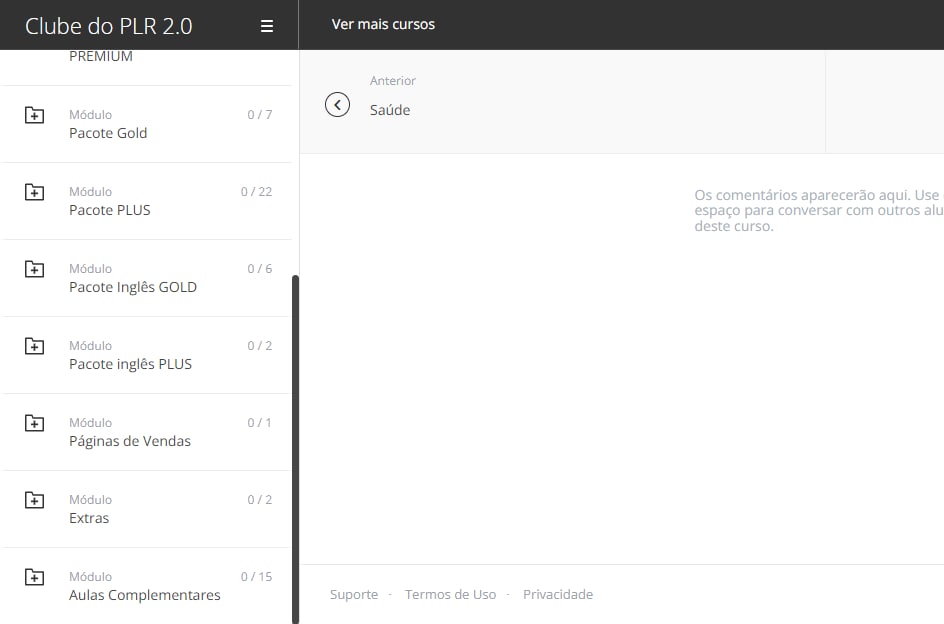 Clube do PLR 2.0
Ver mais cursos
PREMIUM
Módulo 0 / 7
Pacote Gold
Módulo 0 / 22
Pacote PLUS
Módulo 0 / 6
Pacote Inglês GOLD
Módulo 0 / 2
Pacote inglês PLUS
Módulo 0 / 1
Páginas de Vendas
Módulo 0 / 2
Extras
Módulo 0 / 15
Aulas Complementares
Anterior
Saúde
Os comentários aparecerão aqui. Use
espaço para conversar com outros alu
deste curso.
Suporte · Termos de Uso · Privacidade